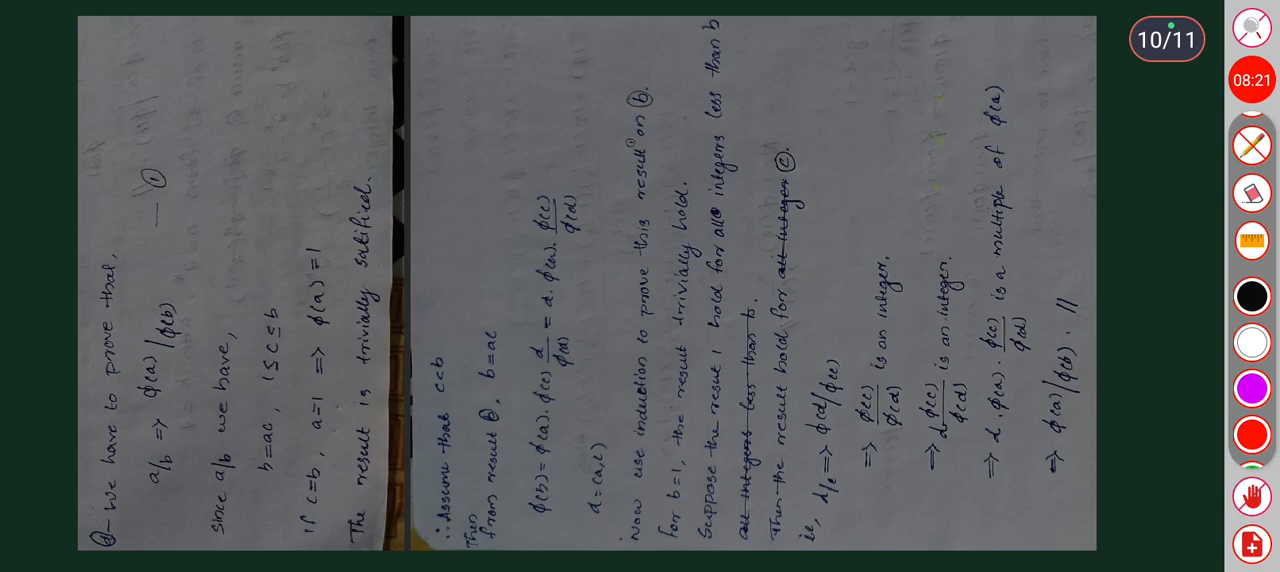 (d) - We have to prove that,
a/b => φ(a) / φ(b) — ①
Since a/b we have,
b = ac, 1 ≤ c ≤ b
if c = b, a = 1 => φ(a) = 1
The result is trivially satified.
∴ Assume that c < b
Then
from result (b), b = ac
φ(b) = φ(a). φ(c) d/φ(d) = d. φ(a). φ(c)/φ(d)
d = (a,c)
Now use induction to prove this result ① on (b).
for b = 1, the result trivially hold.
Suppose the result 1 hold for all integers less than b
all integers less than b.
Then the result hold for all integer (c).
ie, d/c => φ(d) / φ(c)
=> φ(c)/φ(d) is an integer.
=> d φ(c)/φ(d) is an integer.
=> d. φ(a). φ(c)/φ(d) is a multiple of φ(a)
=> φ(a) / φ(b). //
10/11
08:21